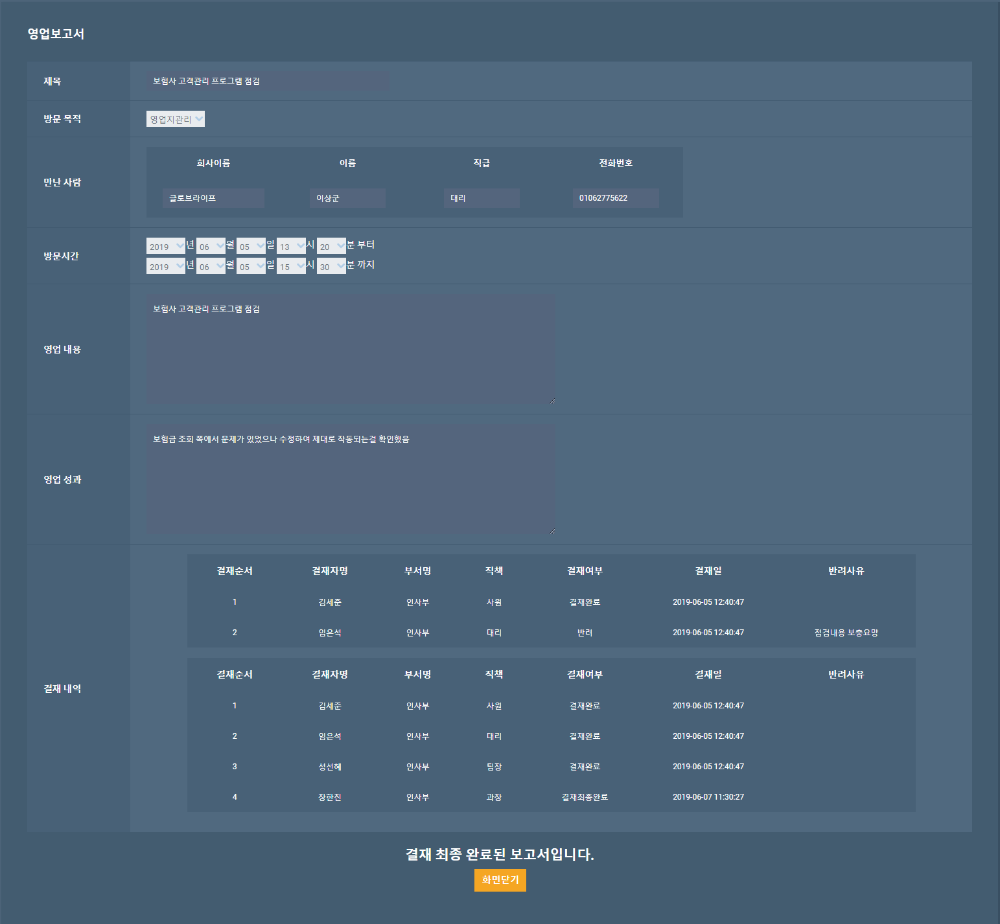 영업보고서
제목
보험사 고객관리 프로그램 점검
방문 목적
영업지관리
만난 사람
회사이름 이름 직급 전화번호
글로브라이프 이상군 대리 01062775622
방문시간
2019 년 06 월 05 일 13 시 20 분 부터
2019 년 06 월 05 일 15 시 30 분 까지
영업 내용
보험사 고객관리 프로그램 점검
영업 성과
보험금 조회 쪽에서 문제가 있었으나 수정하여 제대로 작동되는걸 확인했음
결재 내역
결재순서 결재자명 부서명 직책 결재여부 결재일 반려사유
1 김세준 인사부 사원 결재완료 2019-06-05 12:40:47
2 임은석 인사부 대리 반려 2019-06-05 12:40:47 점검내용 보충요망
결재순서 결재자명 부서명 직책 결재여부 결재일 반려사유
1 김세준 인사부 사원 결재완료 2019-06-05 12:40:47
2 임은석 인사부 대리 결재완료 2019-06-05 12:40:47
3 성선혜 인사부 팀장 결재완료 2019-06-05 12:40:47
4 장한진 인사부 과장 결재최종완료 2019-06-07 11:30:27
결재 최종 완료된 보고서입니다.
화면닫기